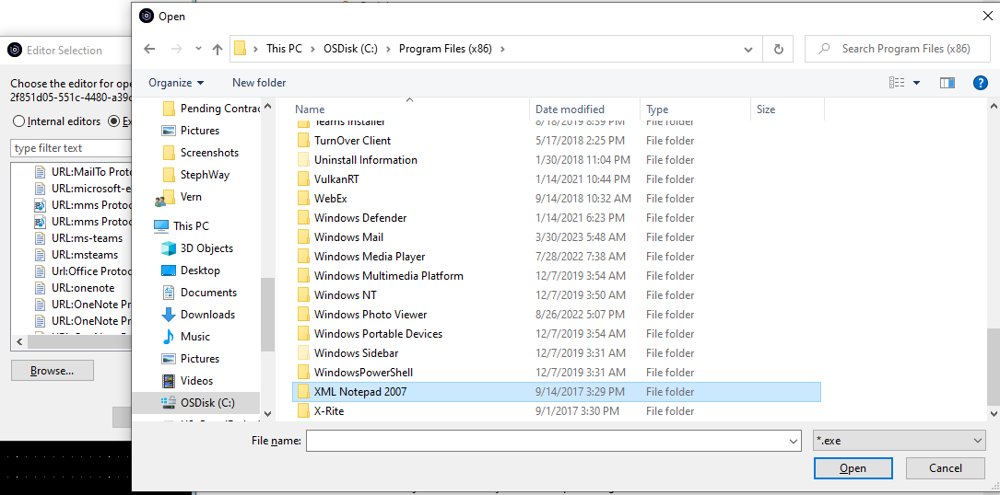 Open
Editor Selection
Choose the editor for ope
2f851d05-551c-4480-a39c
Internal editors
type filter text
URL:MailTo Proto
URL:microsoft-e
URL:mms Protoc
URL:mms Protoc
URL:ms-teams
URL:msteams
Url:Office Protoc
URL:onenote
URL:OneNote Pr
URL:OneNote Pr
Browse...
This PC
OSDisk (C:)
Program Files (x86)
Search Program Files (x86)
Organize
New folder
Pending Contrac
Pictures
Screenshots
StephWay
Vern
This PC
3D Objects
Desktop
Documents
Downloads
Music
Pictures
Videos
OSDisk (C:)
Name Date modified Type Size
Teams Installer 8/18/2019 8:59 PM File folder
TurnOver Client 5/17/2018 2:25 PM File folder
Uninstall Information 1/30/2018 11:04 PM File folder
VulkanRT 1/14/2021 10:44 PM File folder
WebEx 9/14/2018 10:32 AM File folder
Windows Defender 1/14/2021 6:23 PM File folder
Windows Mail 3/30/2023 5:48 AM File folder
Windows Media Player 7/28/2022 7:38 AM File folder
Windows Multimedia Platform 12/7/2019 3:54 AM File folder
Windows NT 12/7/2019 3:50 AM File folder
Windows Photo Viewer 8/26/2022 5:07 PM File folder
Windows Portable Devices 12/7/2019 3:54 AM File folder
Windows Sidebar 12/7/2019 3:31 AM File folder
WindowsPowerShell 12/7/2019 3:31 AM File folder
XML Notepad 2007 9/14/2017 3:29 PM File folder
X-Rite 9/1/2017 3:30 PM File folder
File name: *.exe
Open Cancel